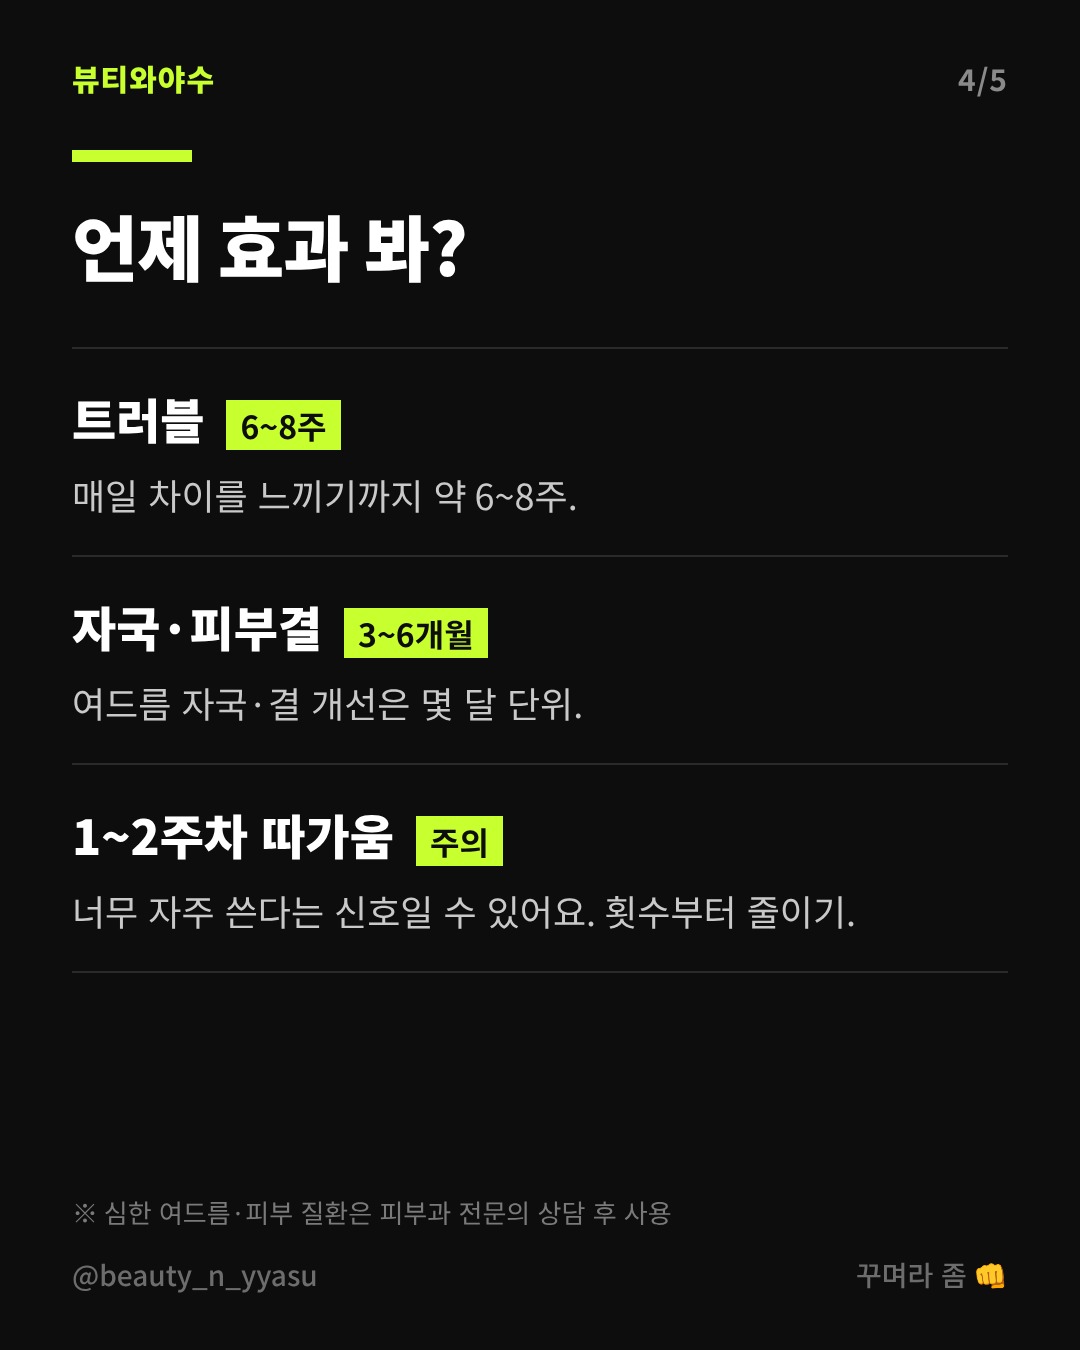 뷰티와야수
4/5
언제 효과 봐?
트러블 6~8주
매일 차이를 느끼기까지 약 6~8주.
자국·피부결 3~6개월
여드름 자국·결 개선은 몇 달 단위.
1~2주차 따가움 주의
너무 자주 쓴다는 신호일 수 있어요. 횟수부터 줄이기.
※ 심한 여드름·피부 질환은 피부과 전문의 상담 후 사용
@beauty_n_yyasu
꾸며라 좀 👊